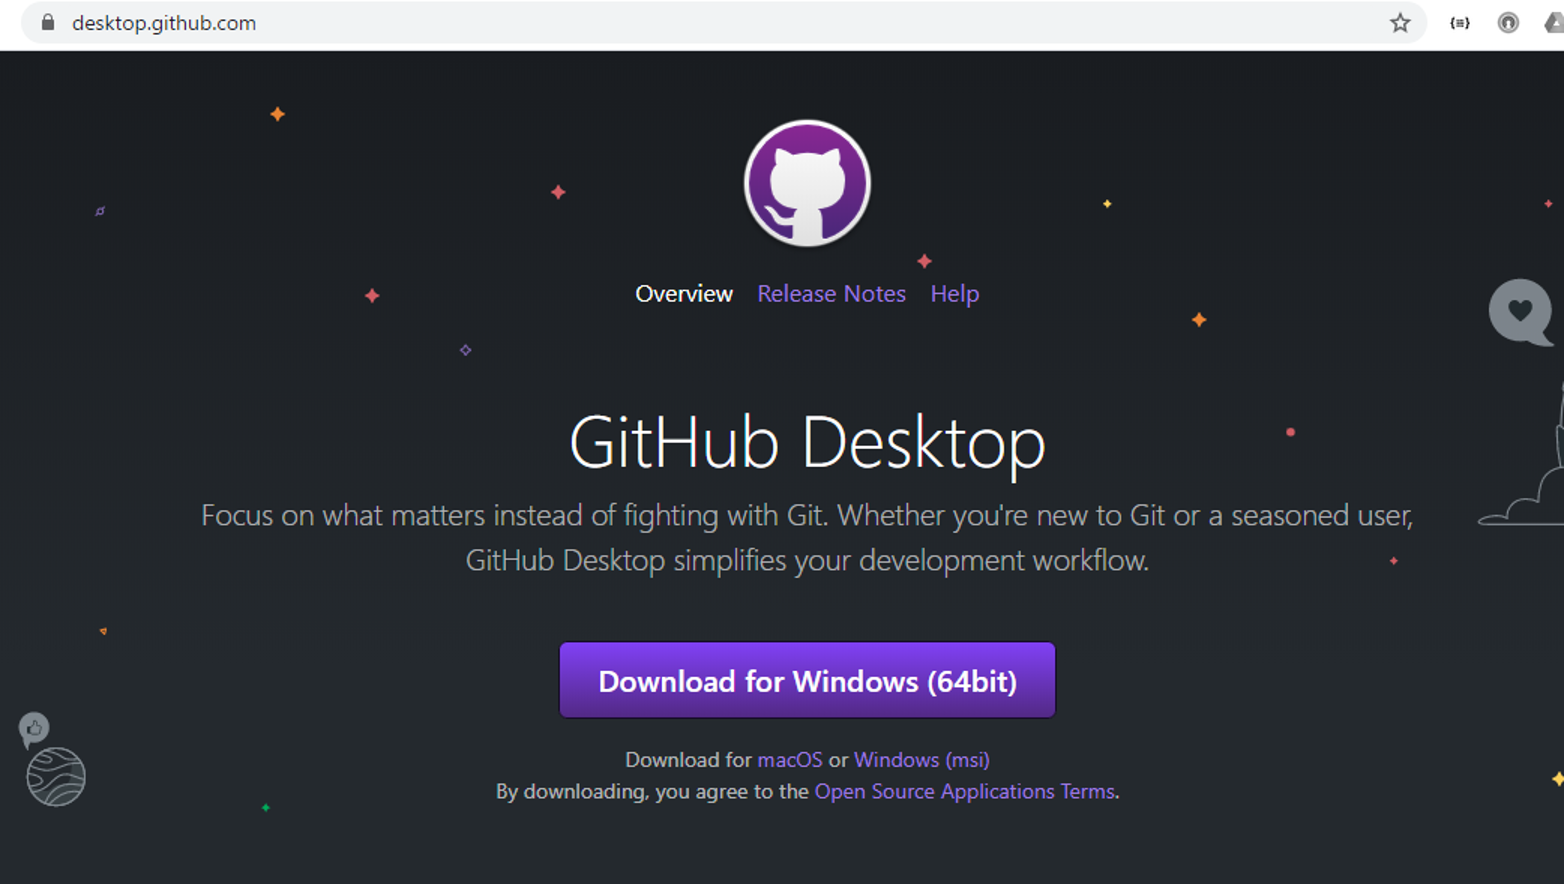 desktop.github.com
Overview Release Notes Help
GitHub Desktop
Focus on what matters instead of fighting with Git. Whether you're new to Git or a seasoned user,
GitHub Desktop simplifies your development workflow.
Download for Windows (64bit)
Download for macOS or Windows (msi)
By downloading, you agree to the Open Source Applications Terms.